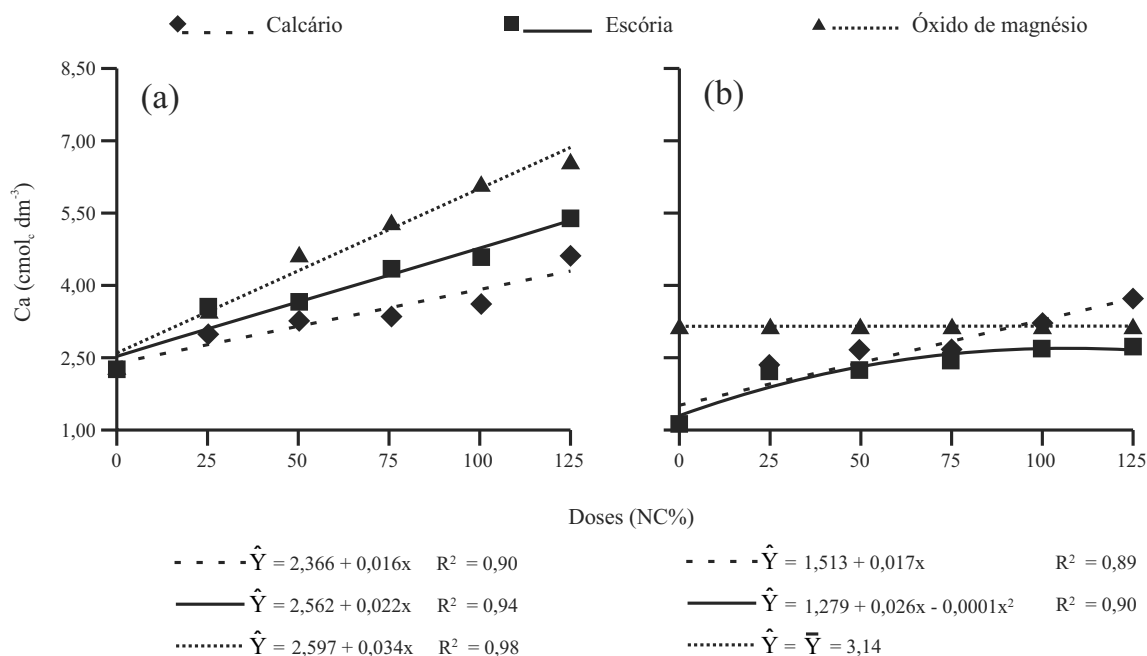 Calcário Escória Óxido de magnésio
8,50
(a) (b)
7,00
5,50
4,00
2,50
1,00
Ca (cmol_c dm⁻³)
0 25 50 75 100 125 0 25 50 75 100 125
Doses (NC%)
Ŷ = 2,366 + 0,016x R² = 0,90 Ŷ = 1,513 + 0,017x R² = 0,89
Ŷ = 2,562 + 0,022x R² = 0,94 Ŷ = 1,279 + 0,026x - 0,0001x² R² = 0,90
Ŷ = 2,597 + 0,034x R² = 0,98 Ŷ = Y̅ = 3,14